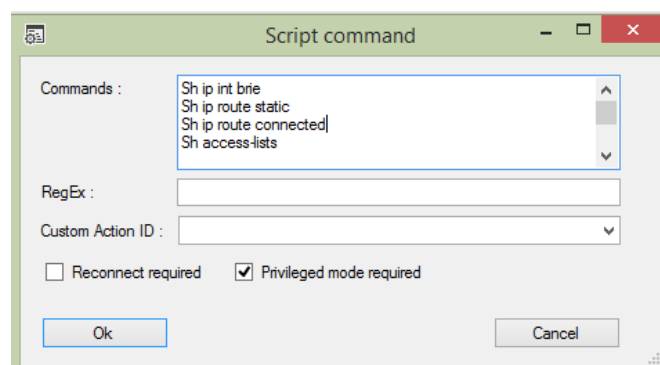 Script command
Commands :
Sh ip int brie
Sh ip route static
Sh ip route connected
Sh access-lists
RegEx :
Custom Action ID :
Reconnect required
Privileged mode required
Ok
Cancel